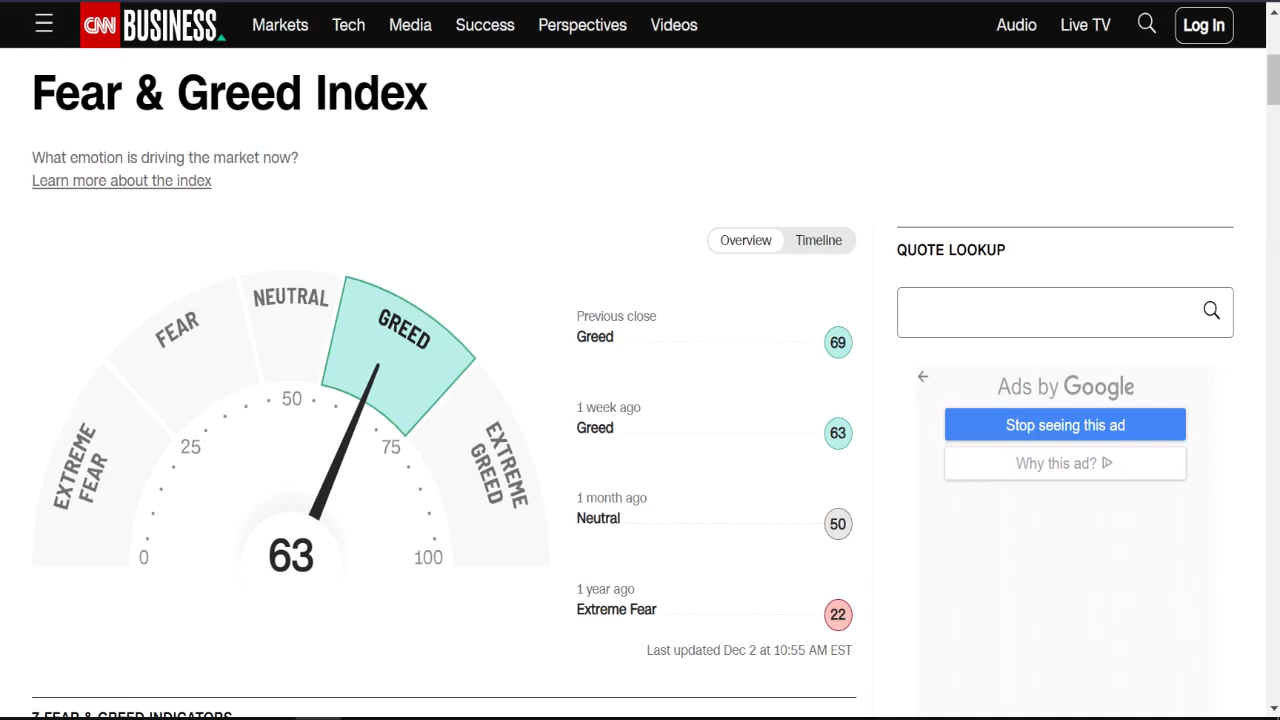 CNN BUSINESS Markets Tech Media Success Perspectives Videos Audio Live TV Log In
Fear & Greed Index
What emotion is driving the market now?
Learn more about the index
Overview Timeline
EXTREME FEAR
FEAR
NEUTRAL
GREED
EXTREME GREED
0
25
50
75
100
63
Previous close
Greed 69
1 week ago
Greed 63
1 month ago
Neutral 50
1 year ago
Extreme Fear 22
Last updated Dec 2 at 10:55 AM EST
QUOTE LOOKUP
Ads by Google
Stop seeing this ad
Why this ad?
7 FEAR & GREED INDICATORS